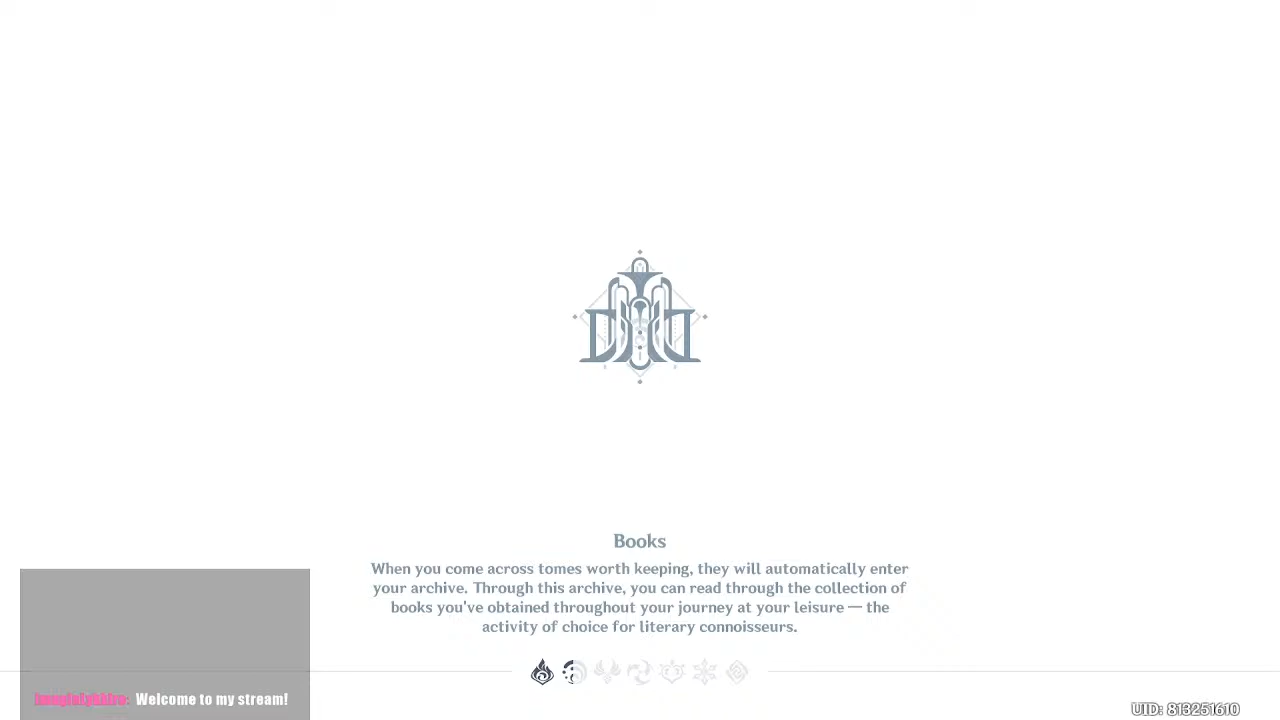 Books
When you come across tomes worth keeping, they will automatically enter
your archive. Through this archive, you can read through the collection of
books you've obtained throughout your journey at your leisure — the
activity of choice for literary connoisseurs.
Welcome to my stream!
UID: 813251610